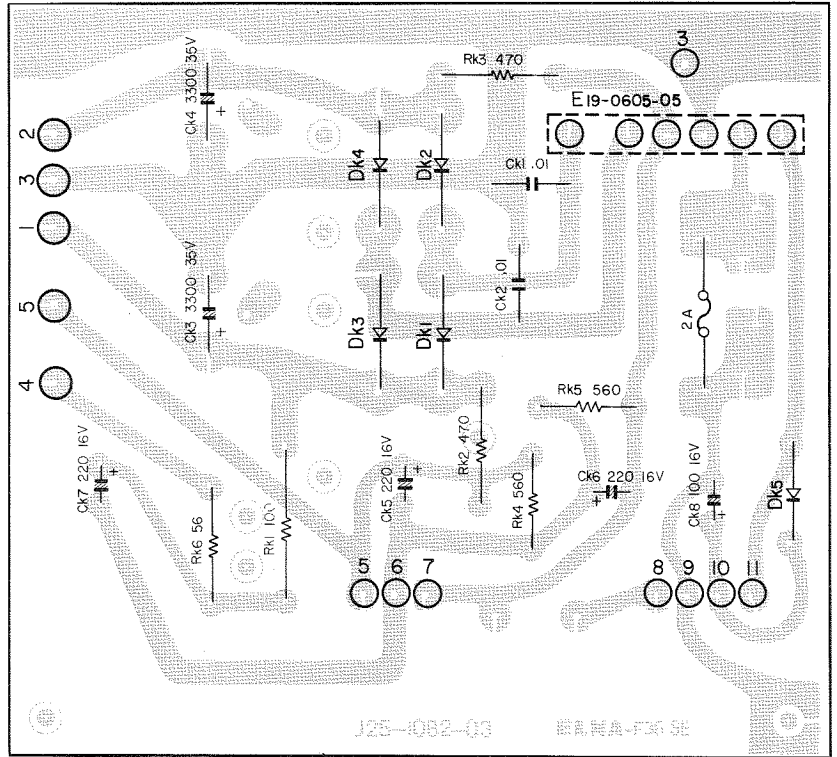 Rk3 470
3
Ck4 3300 35V
E19-0605-05
2
Dk4
Dk2
Ck1 .01
3
1
Ck3 3300 35V
Ck2 .01
5
Dk3
Dk1
2A
4
Rk5 560
Ck7 220 16V
Rk2 470
Ck5 220 16V
Rk4 560
Ck6 220 16V
Ck8 100 16V
Dk5
Rk6 56
Rk1 100
5 6 7
8 9 10 11
J25-1082-03